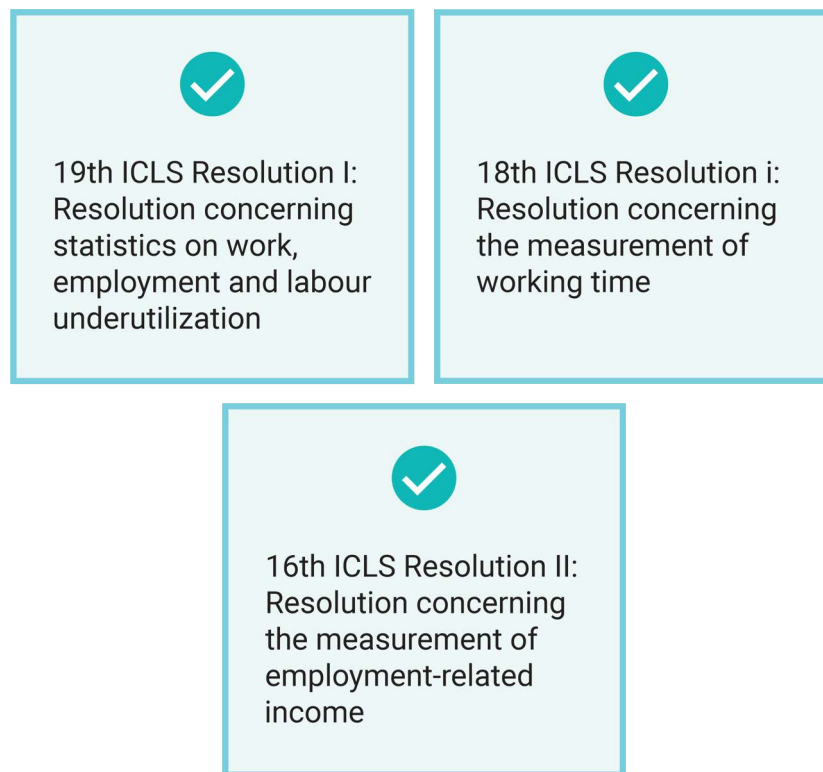 19th ICLS Resolution I:
Resolution concerning
statistics on work,
employment and labour
underutilization
18th ICLS Resolution i:
Resolution concerning
the measurement of
working time
16th ICLS Resolution II:
Resolution concerning
the measurement of
employment-related
income